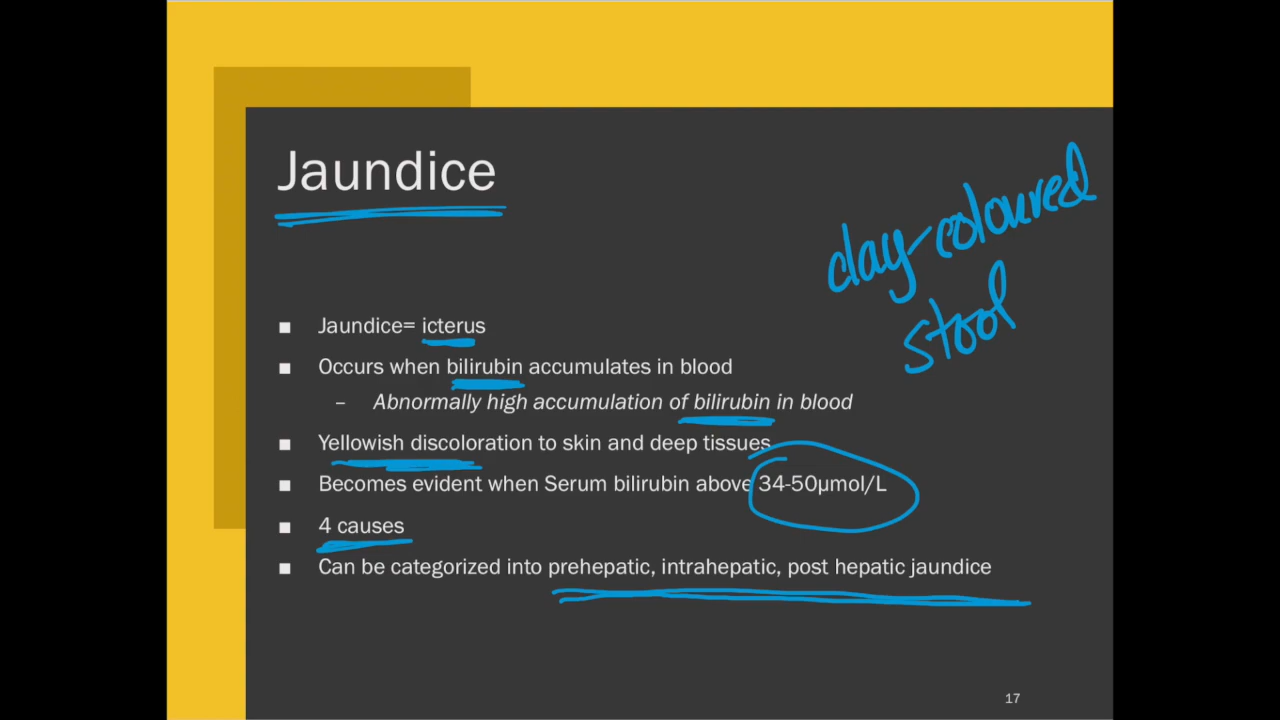 Jaundice
clay-coloured
stool
▪ Jaundice= icterus
▪ Occurs when bilirubin accumulates in blood
– Abnormally high accumulation of bilirubin in blood
▪ Yellowish discoloration to skin and deep tissues
▪ Becomes evident when Serum bilirubin above 34-50µmol/L
▪ 4 causes
▪ Can be categorized into prehepatic, intrahepatic, post hepatic jaundice
17